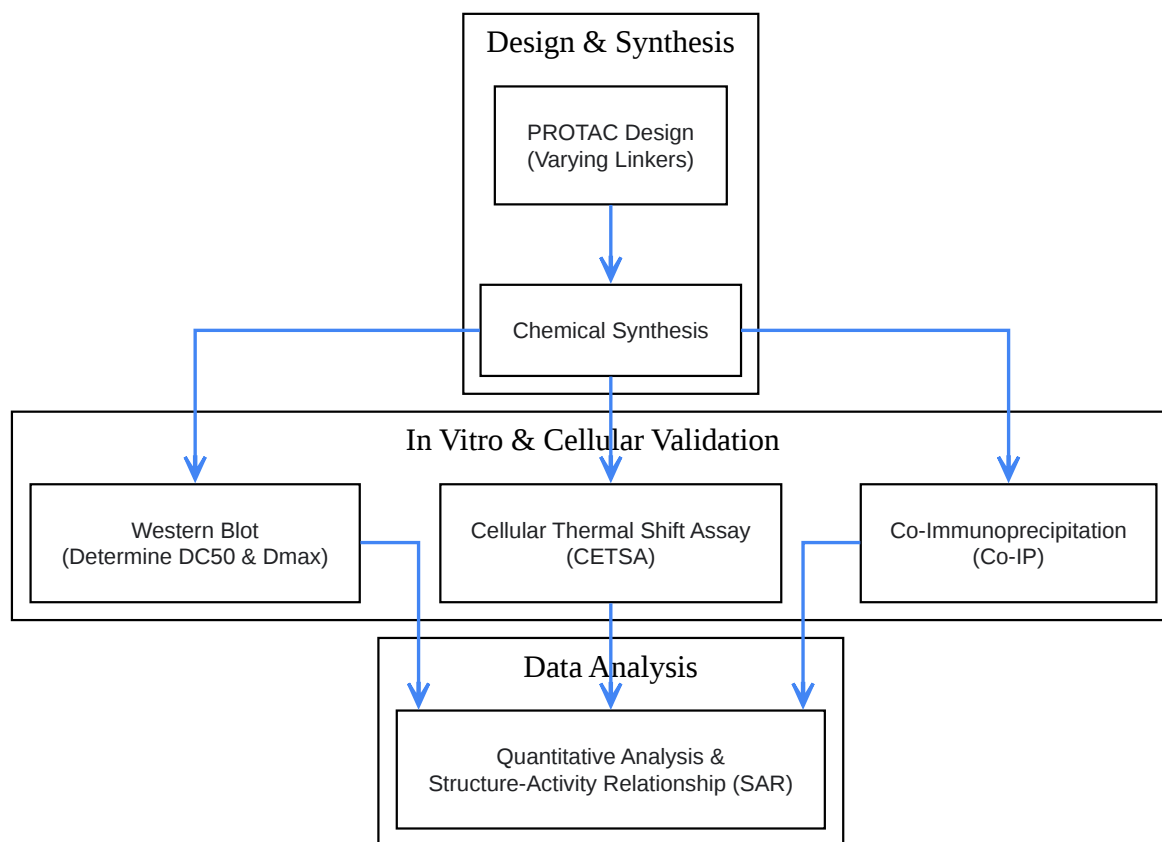 Design & Synthesis
PROTAC Design
(Varying Linkers)
Chemical Synthesis
In Vitro & Cellular Validation
Western Blot
(Determine DC50 & Dmax)
Cellular Thermal Shift Assay
(CETSA)
Co-Immunoprecipitation
(Co-IP)
Data Analysis
Quantitative Analysis &
Structure-Activity Relationship (SAR)